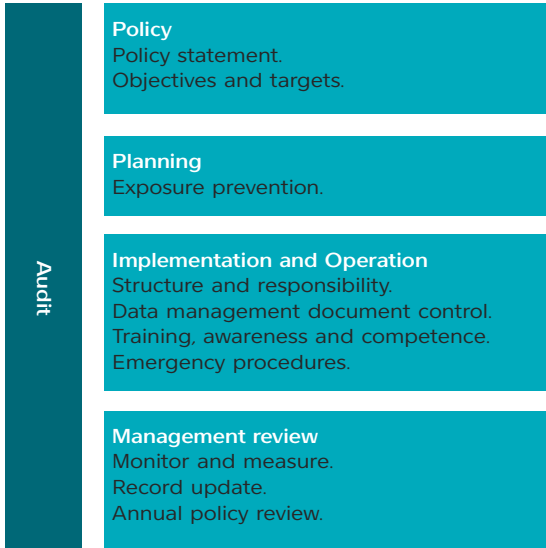 Audit
Policy
Policy statement.
Objectives and targets.
Planning
Exposure prevention.
Implementation and Operation
Structure and responsibility.
Data management document control.
Training, awareness and competence.
Emergency procedures.
Management review
Monitor and measure.
Record update.
Annual policy review.